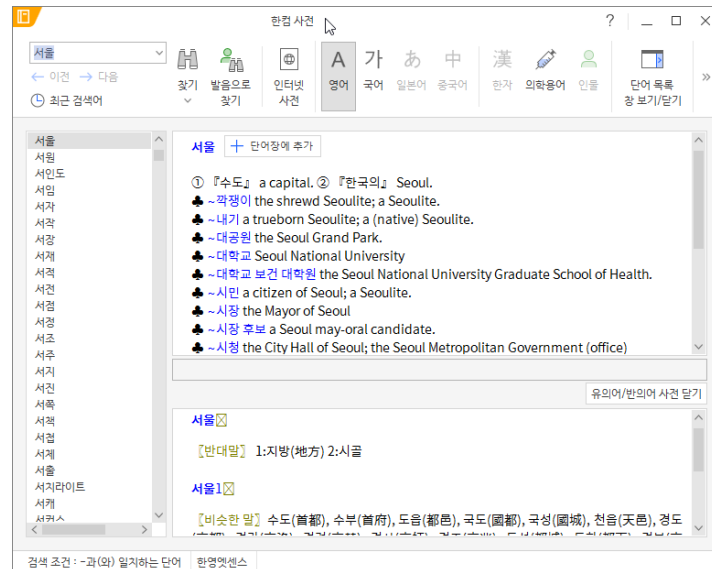 한컴 사전
?
서울
이전 다음
최근 검색어
찾기
발음으로 찾기
인터넷 사전
A 영어
가 국어
あ 일본어
中 중국어
漢 한자
의학용어
인물
단어 목록 창 보기/닫기
»
서울
서원
서인도
서임
서자
서작
서장
서재
서적
서전
서점
서정
서조
서주
서지
서진
서쪽
서책
서첩
서체
서출
서치라이트
서캐
서커스
서울 + 단어장에 추가
① 『수도』 a capital. ② 『한국의』 Seoul.
♣ ~깍쟁이 the shrewd Seoulite; a Seoulite.
♣ ~내기 a trueborn Seoulite; a (native) Seoulite.
♣ ~대공원 the Seoul Grand Park.
♣ ~대학교 Seoul National University
♣ ~대학교 보건 대학원 the Seoul National University Graduate School of Health.
♣ ~시민 a citizen of Seoul; a Seoulite.
♣ ~시장 the Mayor of Seoul
♣ ~시장 후보 a Seoul may-oral candidate.
♣ ~시청 the City Hall of Seoul; the Seoul Metropolitan Government (office)
유의어/반의어 사전 닫기
서울
〖반대말〗 1:지방(地方) 2:시골
서울1
〖비슷한 말〗 수도(首都), 수부(首府), 도읍(都邑), 국도(國都), 국성(國城), 천읍(天邑), 경도
검색 조건 : -과(와) 일치하는 단어
한영엣센스